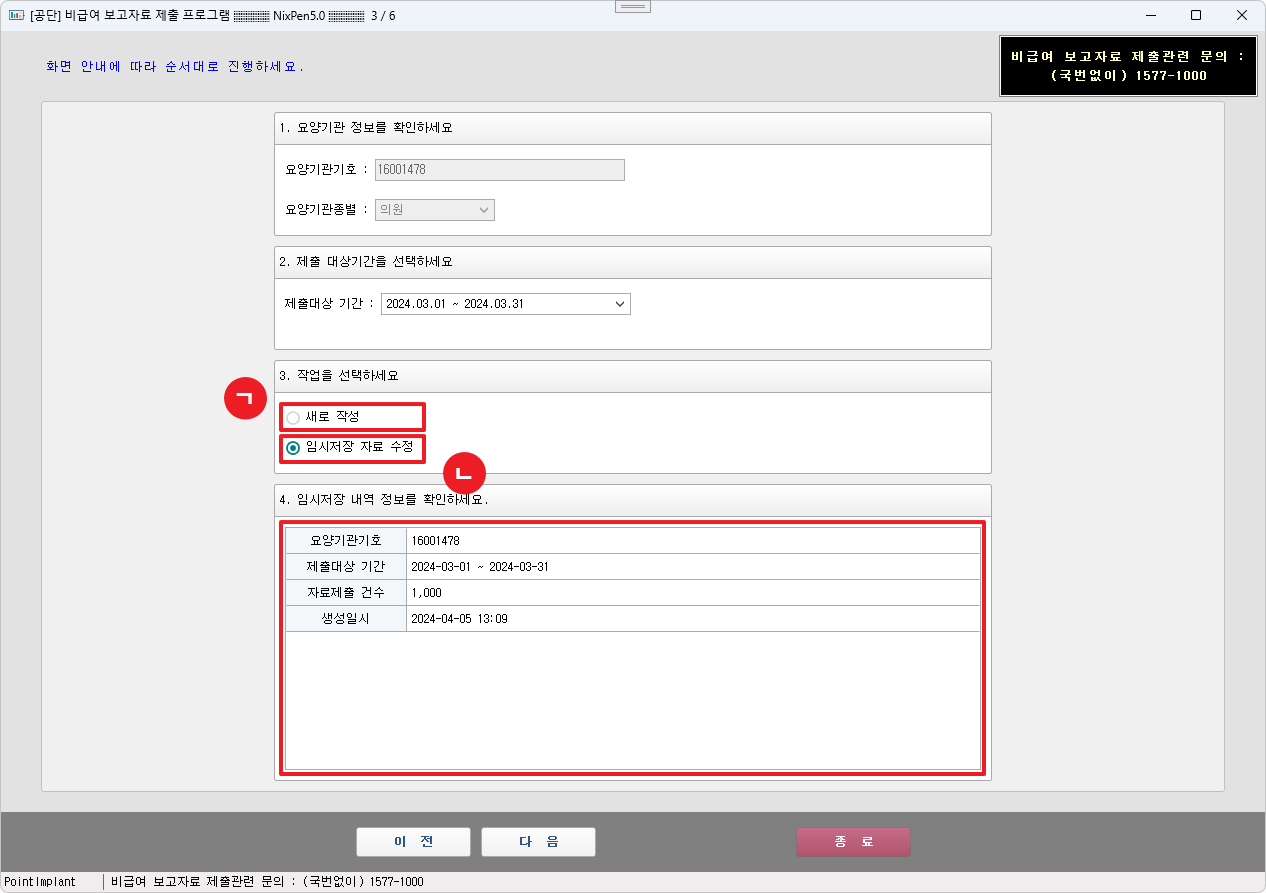 [공단] 비급여 보고자료 제출 프로그램 ▒▒▒▒▒ NixPen5.0 ▒▒▒▒▒ 3 / 6
화면 안내에 따라 순서대로 진행하세요.
비급여 보고자료 제출관련 문의 :
(국번없이) 1577-1000
1. 요양기관 정보를 확인하세요
요양기관기호 : 16001478
요양기관종별 : 의원
2. 제출 대상기간을 선택하세요
제출대상 기간 : 2024.03.01 ~ 2024.03.31
3. 작업을 선택하세요
ㄱ
새로 작성
임시저장 자료 수정
ㄴ
4. 임시저장 내역 정보를 확인하세요.
요양기관기호 16001478
제출대상 기간 2024-03-01 ~ 2024-03-31
자료제출 건수 1,000
생성일시 2024-04-05 13:09
이 전 다 음 종 료
PointImplant 비급여 보고자료 제출관련 문의 : (국번없이) 1577-1000